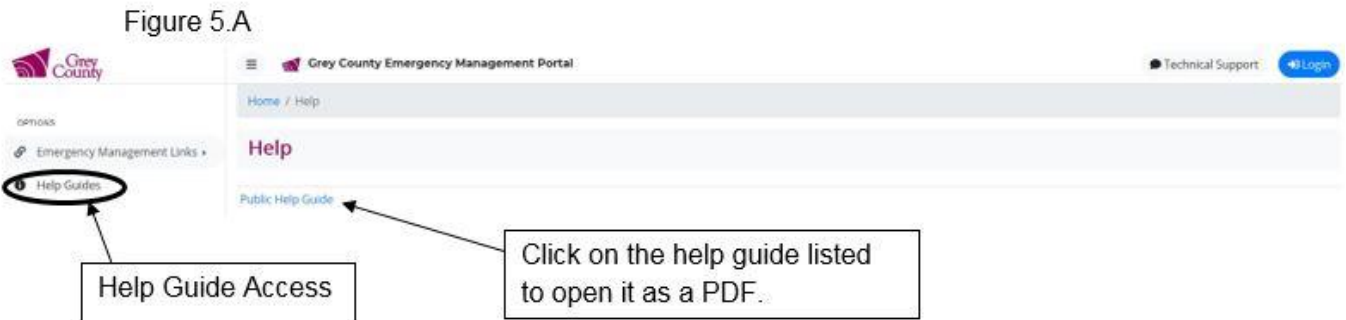 Figure 5.A
Grey County
Grey County Emergency Management Portal
Technical Support
Login
Home / Help
OPTIONS
Emergency Management Links
Help
Help Guides
Public Help Guide
Click on the help guide listed
to open it as a PDF.
Help Guide Access